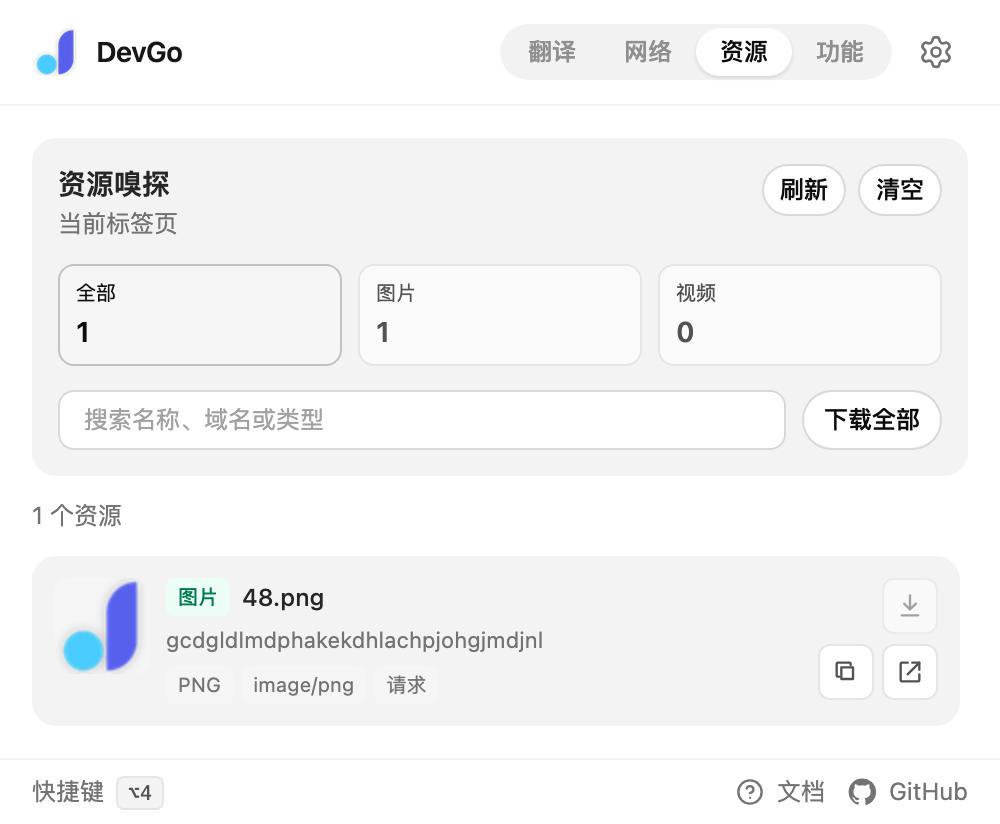 DevGo
翻译 网络 资源 功能
资源嗅探
刷新 清空
当前标签页
全部 图片 视频
1 1 0
搜索名称、域名或类型 下载全部
1 个资源
图片 48.png
gcdgldlmdphakekdhlachpjohgjmdjnl
PNG image/png 请求
快捷键 ⌥4 文档 GitHub